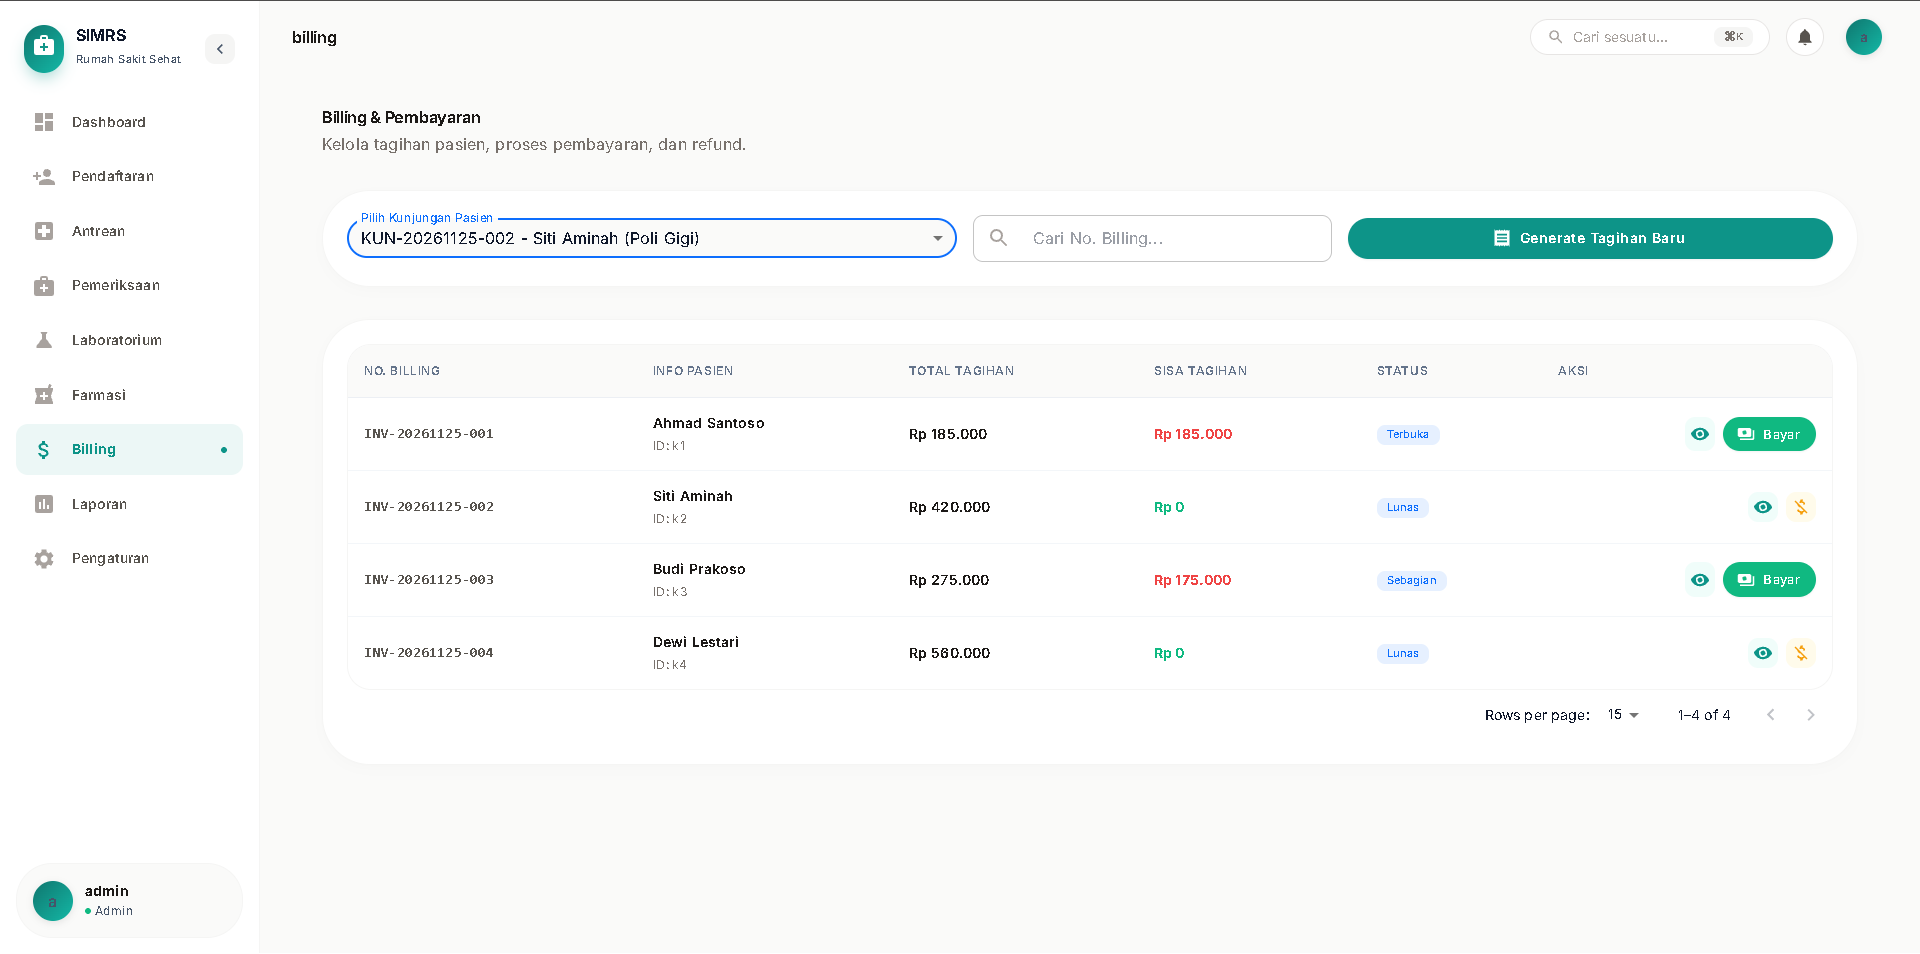 SIMRS
Rumah Sakit Sehat
billing
Cari sesuatu...
⌘K
a
Dashboard
Pendaftaran
Antrean
Pemeriksaan
Laboratorium
Farmasi
Billing
Laporan
Pengaturan
a
admin
Admin
Billing & Pembayaran
Kelola tagihan pasien, proses pembayaran, dan refund.
Pilih Kunjungan Pasien
KUN-20261125-002 - Siti Aminah (Poli Gigi)
Cari No. Billing...
Generate Tagihan Baru
NO. BILLING INFO PASIEN TOTAL TAGIHAN SISA TAGIHAN STATUS AKSI
INV-20261125-001 Ahmad Santoso Rp 185.000 Rp 185.000 Terbuka Bayar
ID: k1
INV-20261125-002 Siti Aminah Rp 420.000 Rp 0 Lunas
ID: k2
INV-20261125-003 Budi Prakoso Rp 275.000 Rp 175.000 Sebagian Bayar
ID: k3
INV-20261125-004 Dewi Lestari Rp 560.000 Rp 0 Lunas
ID: k4
Rows per page: 15 1–4 of 4